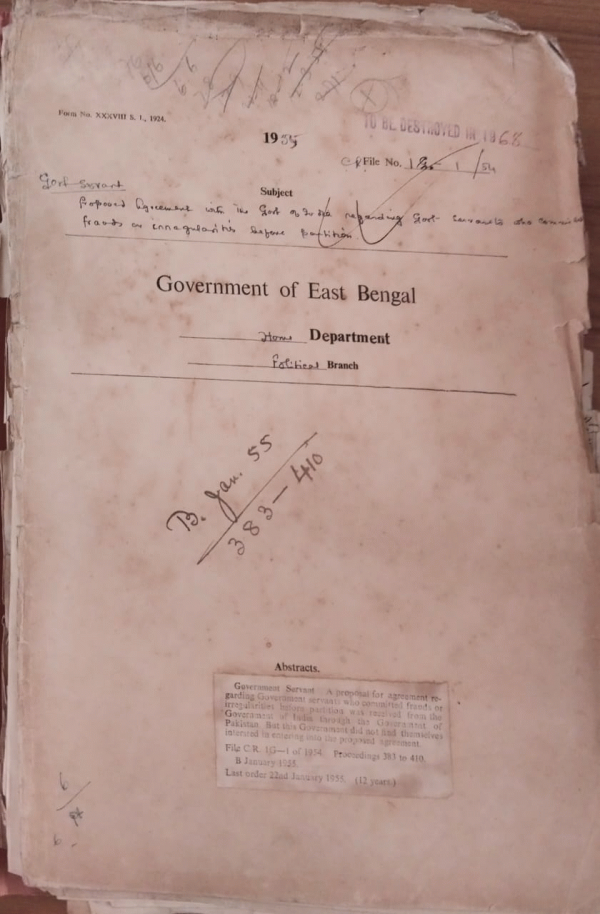 Form No. XXXVIII S. I., 1924.
TO BE DESTROYED IN 1968
1954
File No. 1/54
Govt Servant
Subject
Proposed Agreement with the Govt of India regarding Govt servants who
frauds or irregularities before partition
Government of East Bengal
Home Department
Political Branch
B. Jan. 55
383-410
Abstracts.
Government Servant A proposal for agreement re-
garding Government servants who committed frauds or
irregularities before partition was received from the
Government of India through the Government of
Pakistan. But this Government did not find themselves
interested in entering into the proposed agreement.
File C.R. 1G—1 of 1954. Proceedings 383 to 410.
B January 1955.
Last order 22nd January 1955. (12 years.)